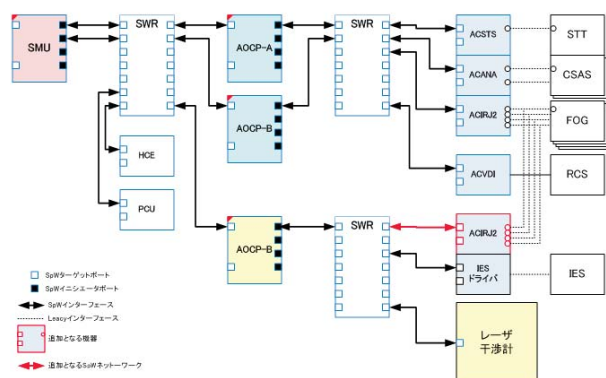 SMU
SWR
AOCP-A
SWR
ACSTS
STT
ACANA
CSAS
AOCP-B
ACIRJ2
FOG
HCE
ACVDI
RCS
PCU
AOCP-B
SWR
ACIRJ2
IES
ドライバ
IES
レーザ
干渉計
SpWターゲットポート
SpWイニシエータポート
SpWインターフェース
Leacyインターフェース
追加となる機器
追加となるSpWネットーワーク